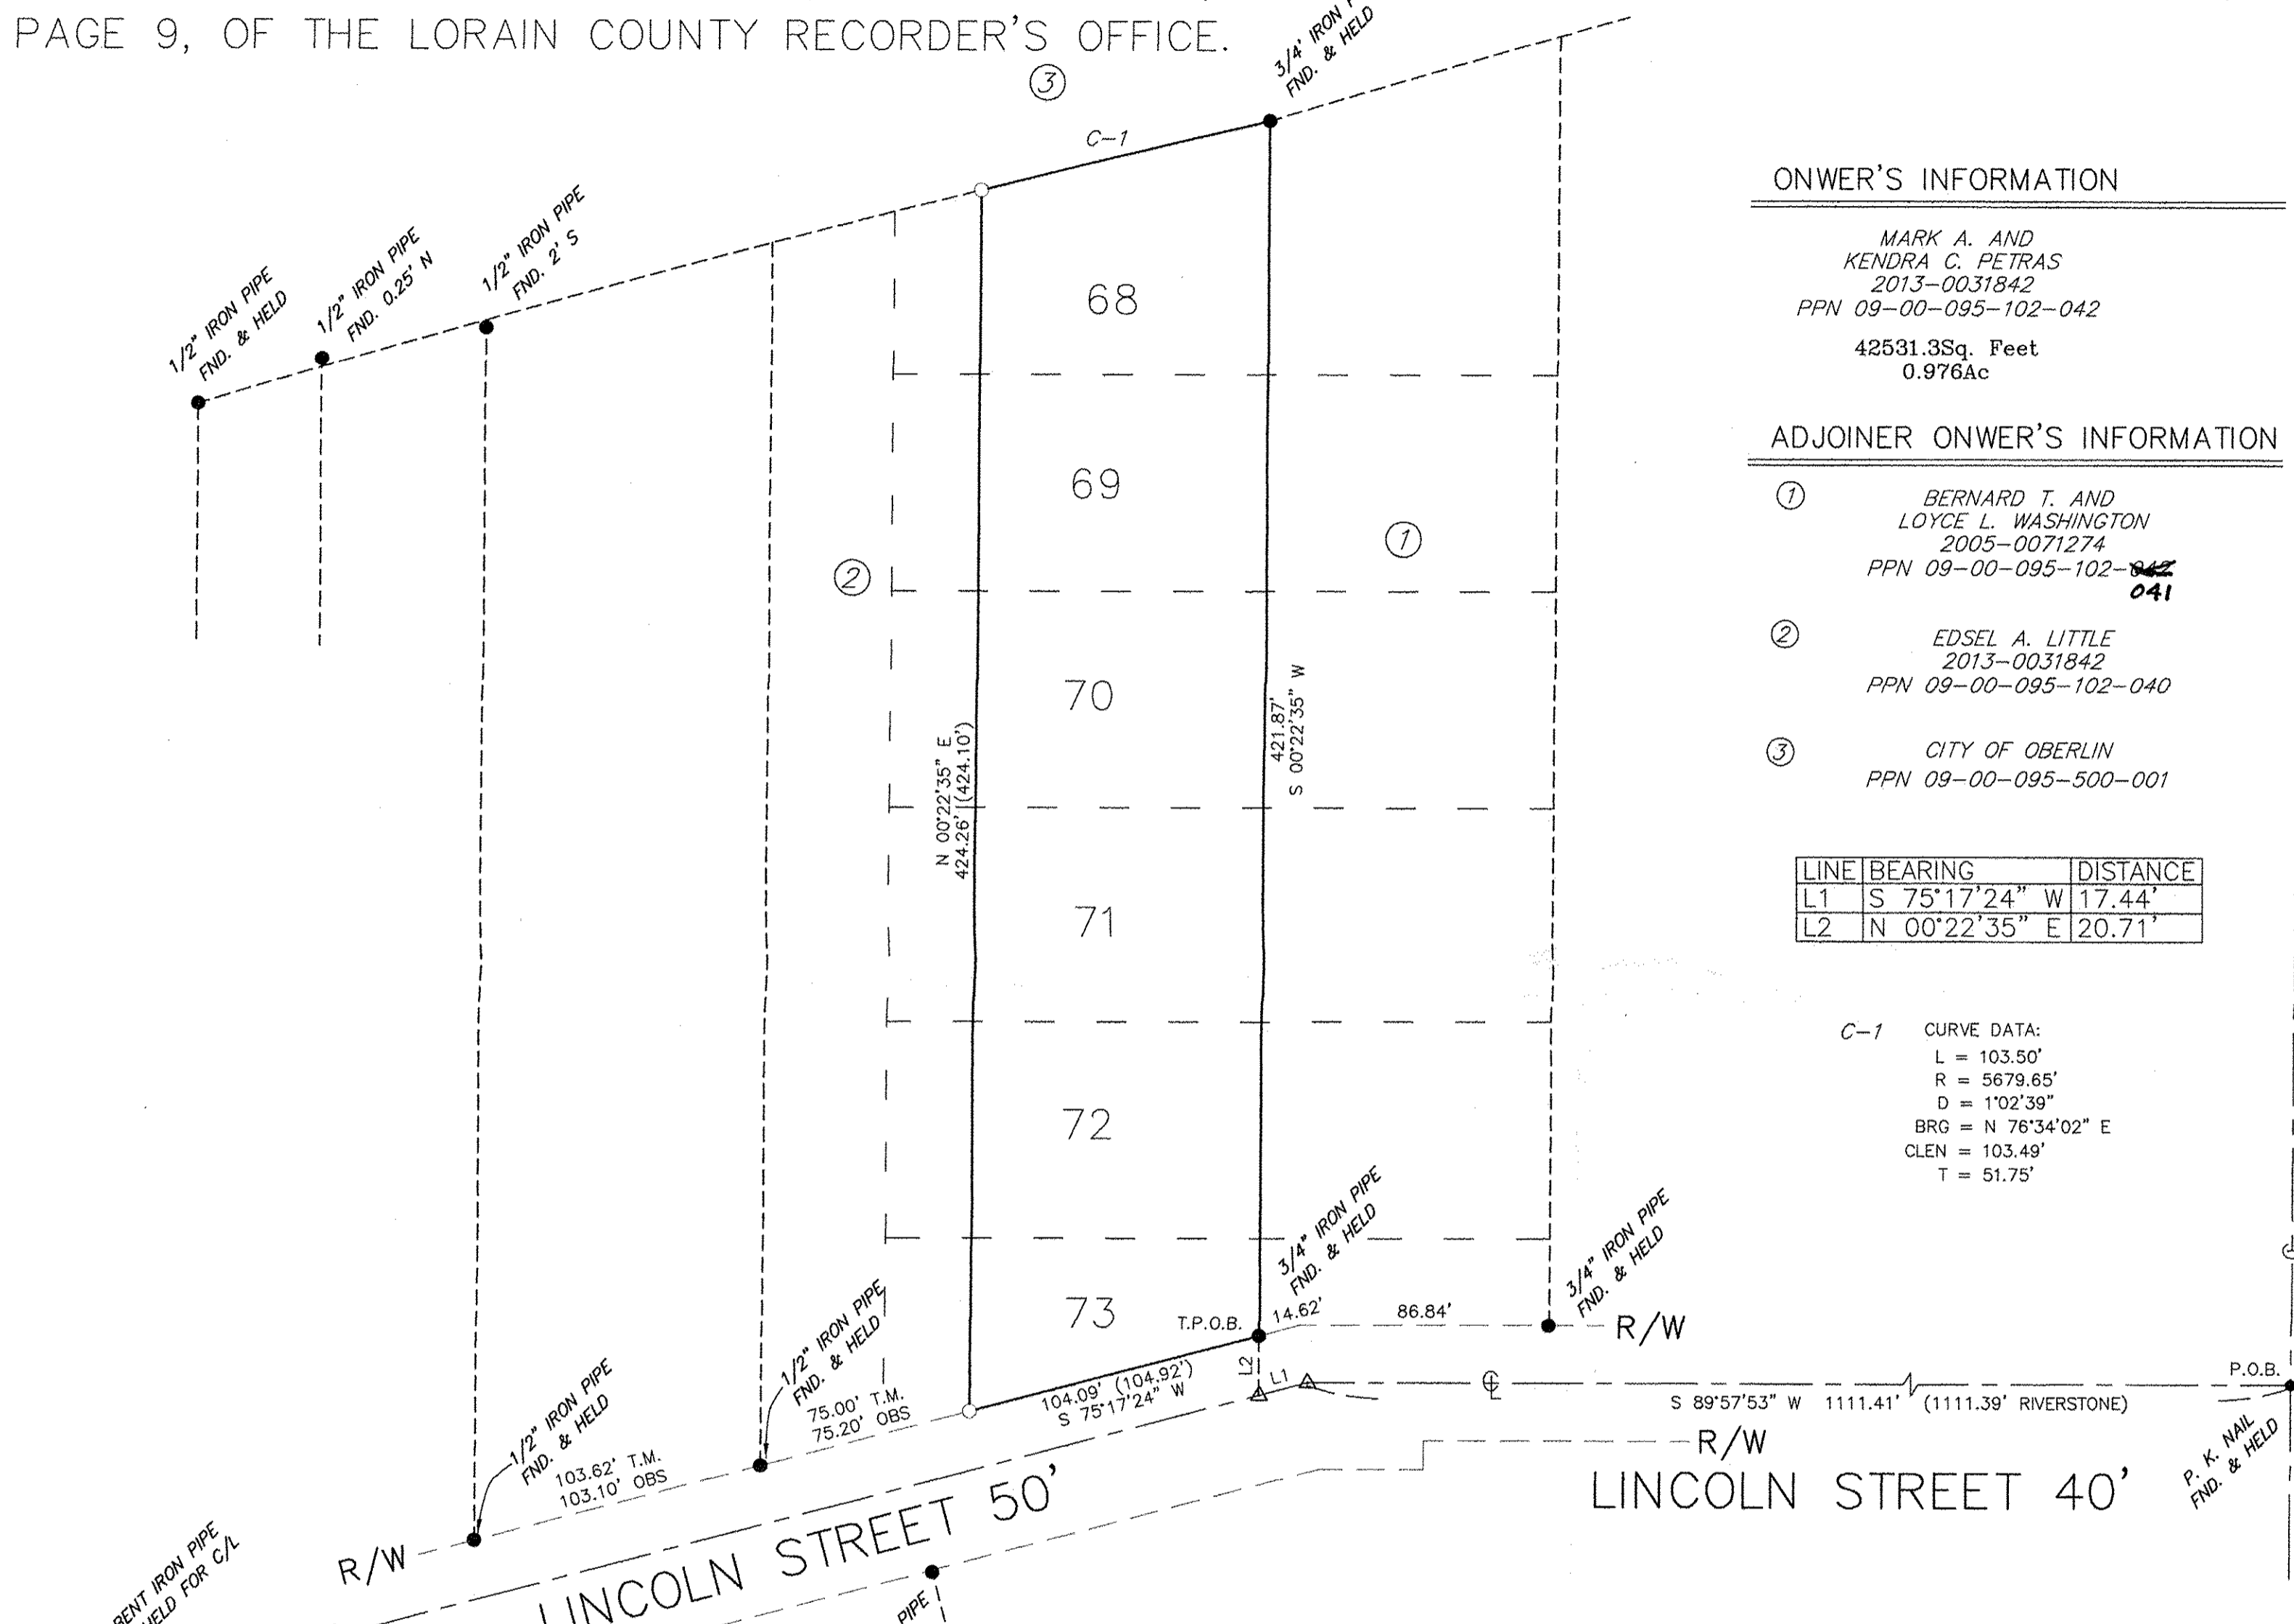 PAGE 9, OF THE LORAIN COUNTY RECORDER'S OFFICE.
3
3/4' IRON
FND. & HELD
C-1
1/2" IRON PIPE
FND. & HELD
1/2" IRON PIPE
FND. 0.25' N
1/2" IRON PIPE
FND. 2' S
68
69
70
71
72
73
2
1
N 00°22'35" E
424.26' (424.10')
421.87'
S 00°22'35" W
3/4" IRON PIPE
FND. & HELD
3/4" IRON PIPE
FND. & HELD
T.P.O.B.
14.62'
86.84'
R/W
L2
L1
104.09' (104.92')
S 75°17'24" W
1/2" IRON PIPE
FND. & HELD
75.00' T.M.
75.20' OBS
1/2" IRON PIPE
FND. & HELD
103.62' T.M.
103.10' OBS
R/W
BENT IRON PIPE
HELD FOR C/L
LINCOLN STREET 50'
PIPE
S 89°57'53" W 1111.41' (1111.39' RIVERSTONE)
P.O.B.
P. K. NAIL
FND. & HELD
R/W
LINCOLN STREET 40'
ONWER'S INFORMATION
MARK A. AND
KENDRA C. PETRAS
2013-0031842
PPN 09-00-095-102-042
42531.3Sq. Feet
0.976Ac
ADJOINER ONWER'S INFORMATION
1
BERNARD T. AND
LOYCE L. WASHINGTON
2005-0071274
PPN 09-00-095-102-042
041
2
EDSEL A. LITTLE
2013-0031842
PPN 09-00-095-102-040
3
CITY OF OBERLIN
PPN 09-00-095-500-001
LINE BEARING DISTANCE
L1 S 75°17'24" W 17.44'
L2 N 00°22'35" E 20.71'
C-1 CURVE DATA:
L = 103.50'
R = 5679.65'
D = 1°02'39"
BRG = N 76°34'02" E
CLEN = 103.49'
T = 51.75'